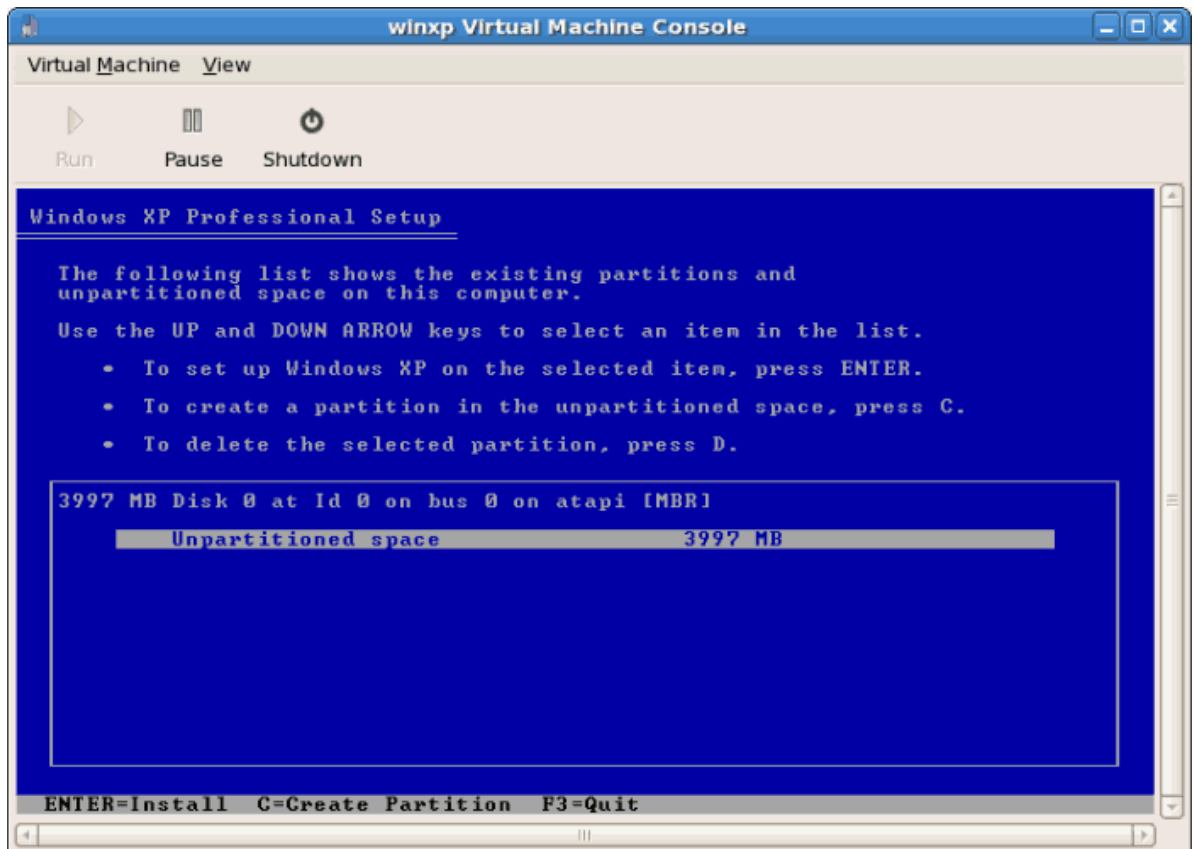 winxp Virtual Machine Console
Virtual Machine View
Run Pause Shutdown
Windows XP Professional Setup
The following list shows the existing partitions and
unpartitioned space on this computer.
Use the UP and DOWN ARROW keys to select an item in the list.
• To set up Windows XP on the selected item, press ENTER.
• To create a partition in the unpartitioned space, press C.
• To delete the selected partition, press D.
3997 MB Disk 0 at Id 0 on bus 0 on atapi [MBR]
Unpartitioned space 3997 MB
ENTER=Install C=Create Partition F3=Quit